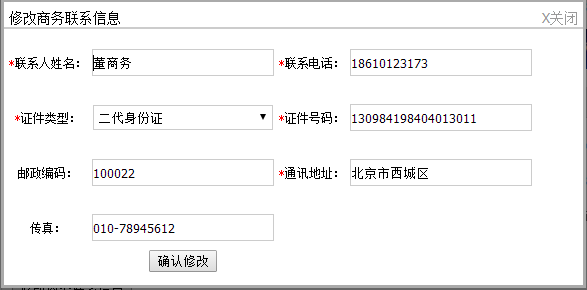 修改商务联系信息 X关闭
*联系人姓名： 董商务 *联系电话： 18610123173
*证件类型： 二代身份证 *证件号码： 130984198404013011
邮政编码： 100022 *通讯地址： 北京市西城区
传真： 010-78945612
确认修改